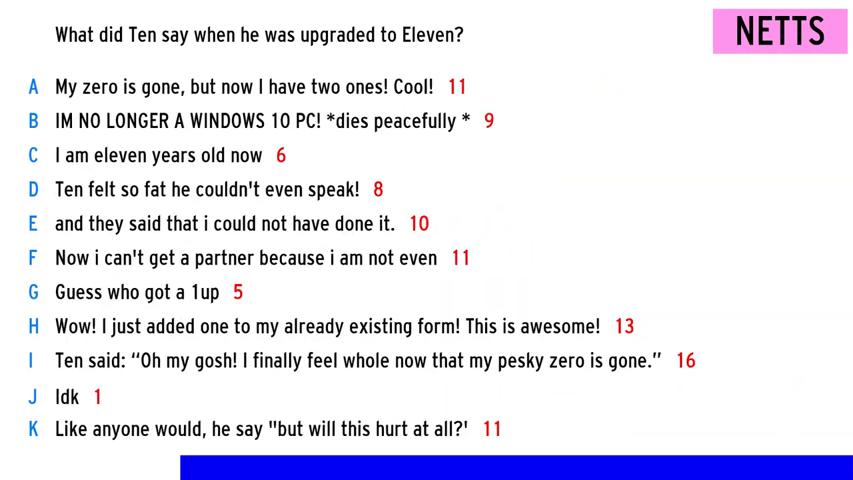 What did Ten say when he was upgraded to Eleven?
NETTS
A My zero is gone, but now I have two ones! Cool! 11
B IM NO LONGER A WINDOWS 10 PC! *dies peacefully * 9
C I am eleven years old now 6
D Ten felt so fat he couldn't even speak! 8
E and they said that i could not have done it. 10
F Now i can't get a partner because i am not even 11
G Guess who got a 1up 5
H Wow! I just added one to my already existing form! This is awesome! 13
I Ten said: “Oh my gosh! I finally feel whole now that my pesky zero is gone.” 16
J Idk 1
K Like anyone would, he say "but will this hurt at all?' 11